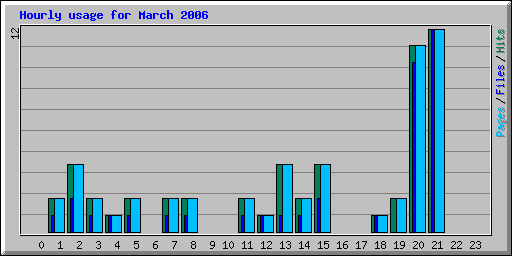 Hourly usage for March 2006
12
Pages/Files/Hits
0 1 2 3 4 5 6 7 8 9 10 11 12 13 14 15 16 17 18 19 20 21 22 23